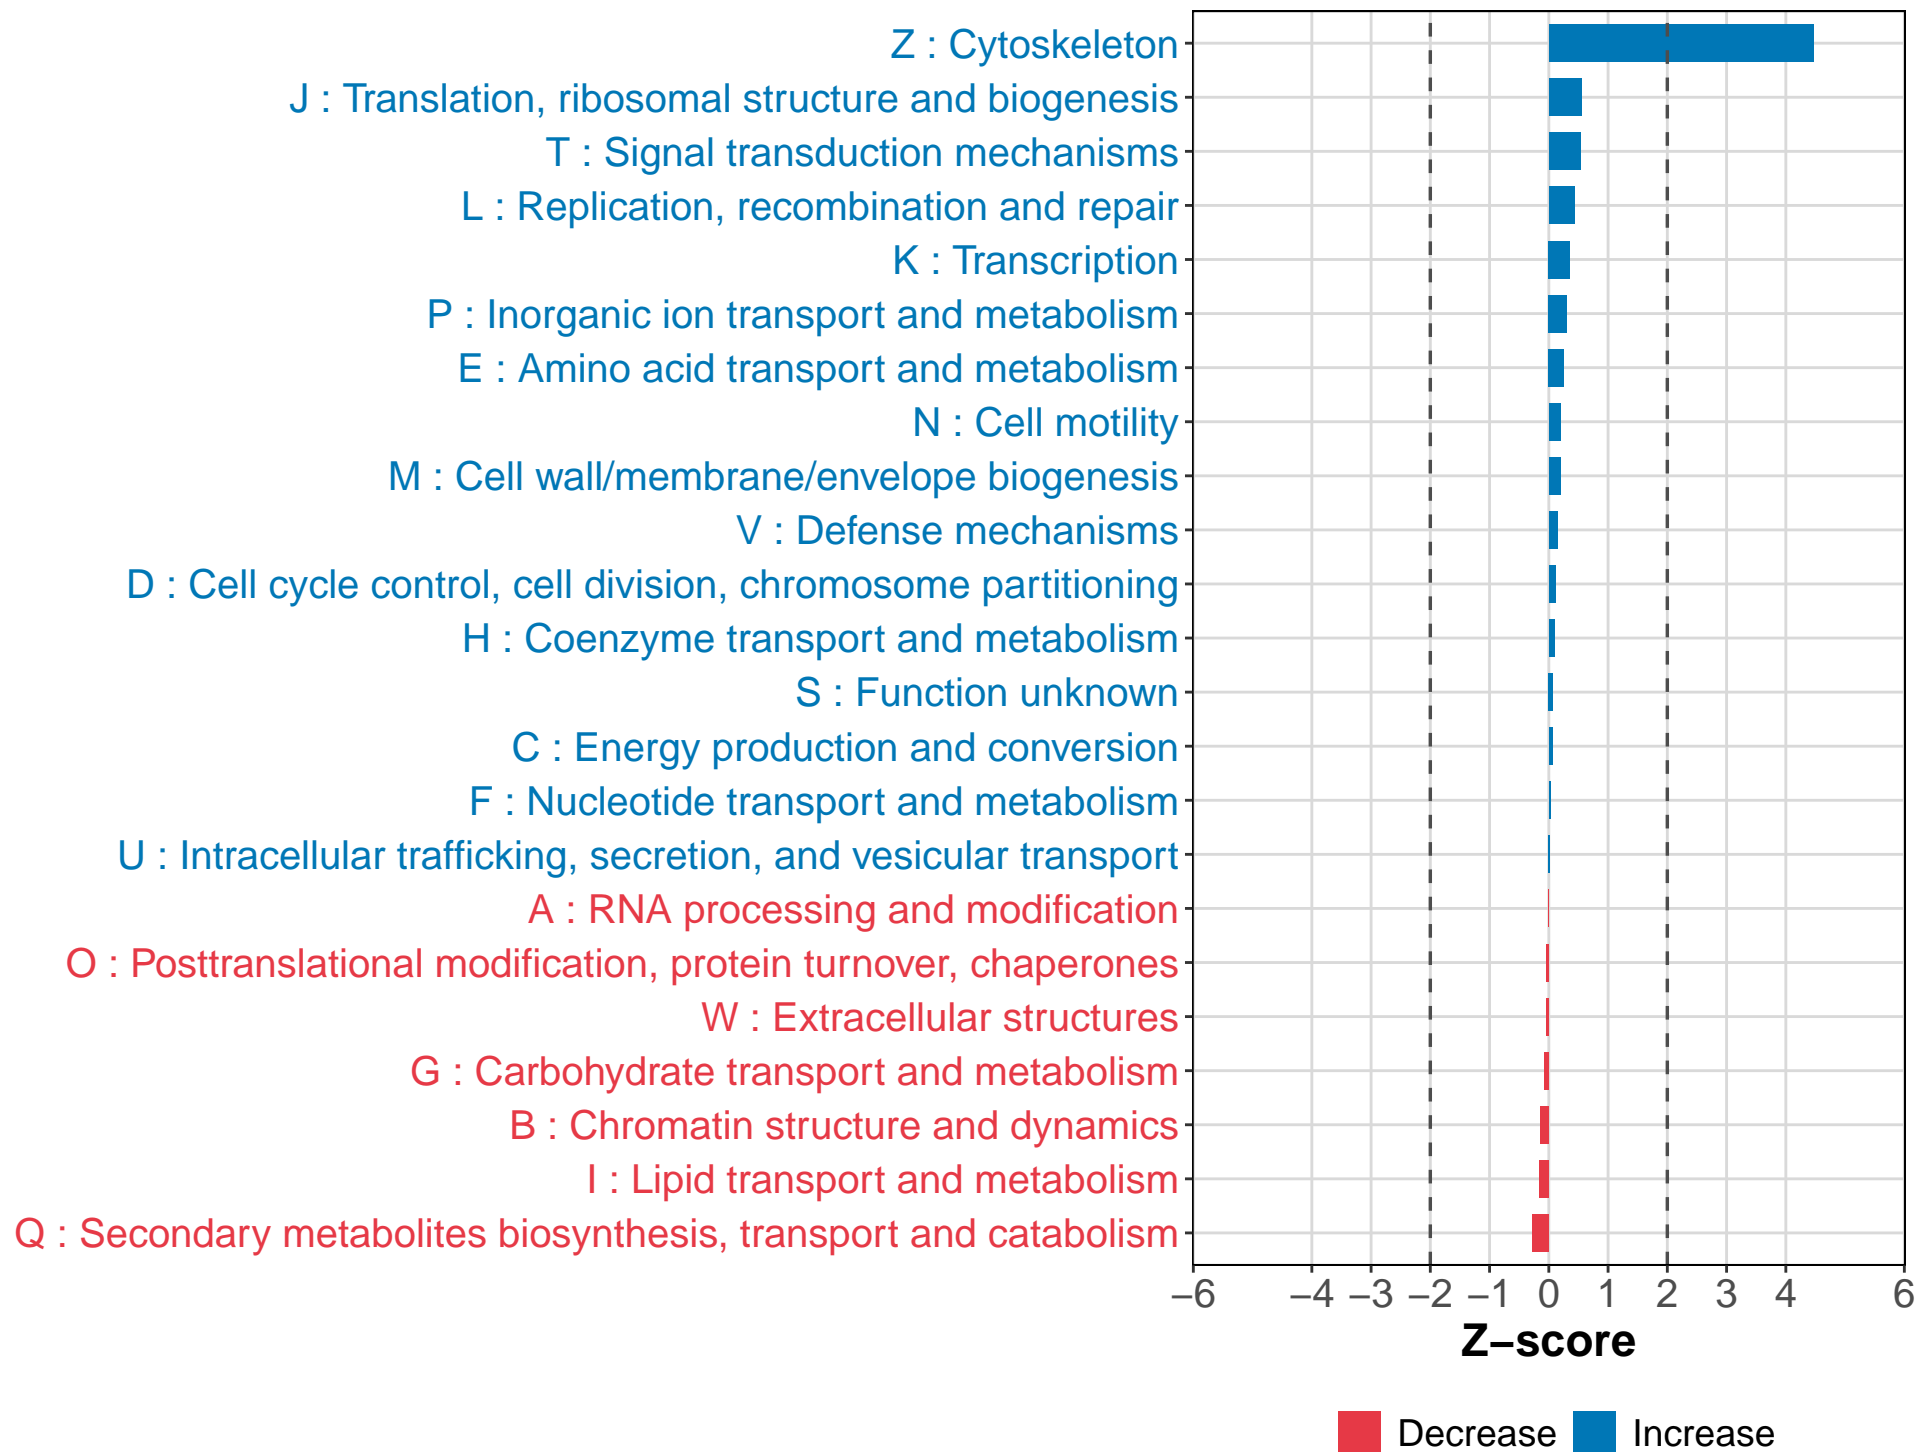 Z : Cytoskeleton
J : Translation, ribosomal structure and biogenesis
T : Signal transduction mechanisms
L : Replication, recombination and repair
K : Transcription
P : Inorganic ion transport and metabolism
E : Amino acid transport and metabolism
N : Cell motility
M : Cell wall/membrane/envelope biogenesis
V : Defense mechanisms
D : Cell cycle control, cell division, chromosome partitioning
H : Coenzyme transport and metabolism
S : Function unknown
C : Energy production and conversion
F : Nucleotide transport and metabolism
U : Intracellular trafficking, secretion, and vesicular transport
A : RNA processing and modification
O : Posttranslational modification, protein turnover, chaperones
W : Extracellular structures
G : Carbohydrate transport and metabolism
B : Chromatin structure and dynamics
I : Lipid transport and metabolism
Q : Secondary metabolites biosynthesis, transport and catabolism
−6 −4 −3 −2 −1 0 1 2 3 4 6
Z−score
Decrease Increase